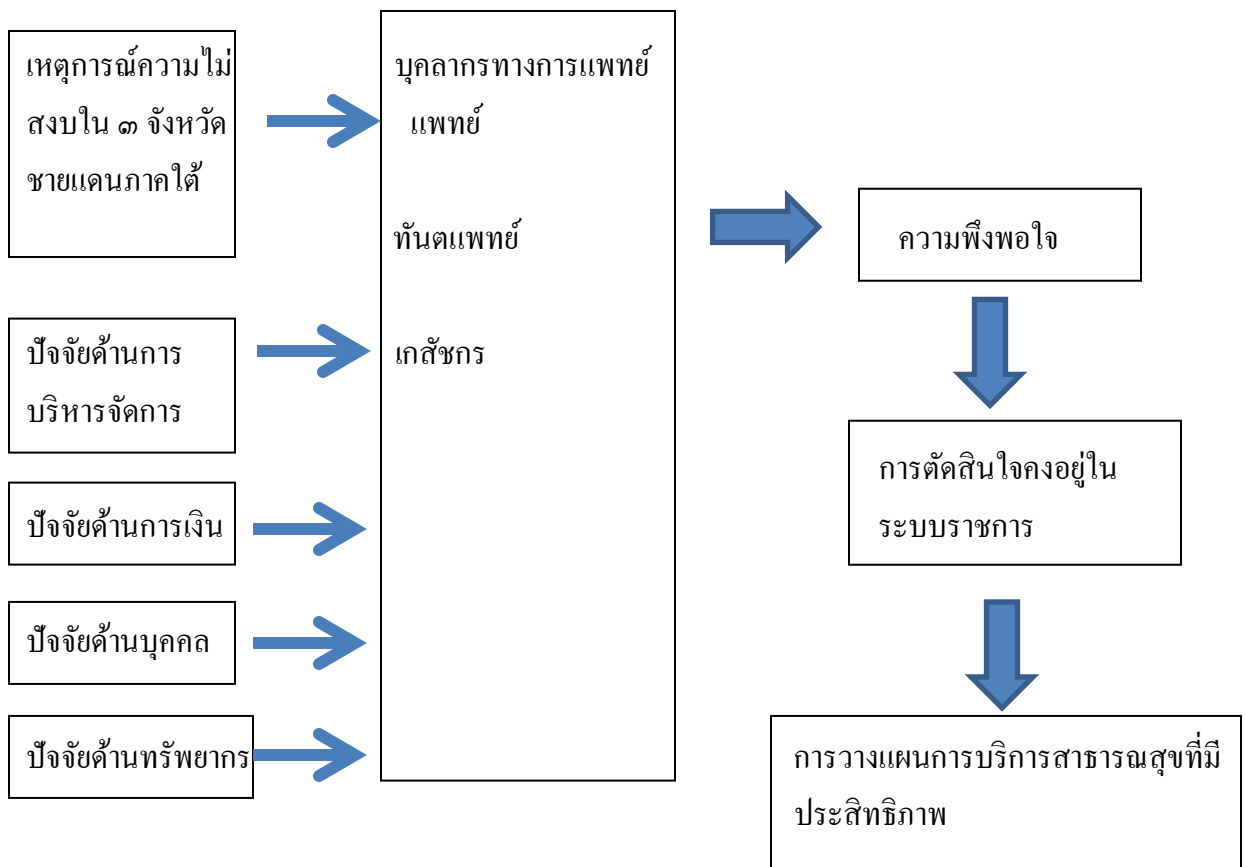 เหตุการณ์ความไม่
สงบใน ๓ จังหวัด
ชายแดนภาคใต้
ปัจจัยด้านการ
บริหารจัดการ
ปัจจัยด้านการเงิน
ปัจจัยด้านบุคคล
ปัจจัยด้านทรัพยากร
บุคลากรทางการแพทย์
แพทย์
ทันตแพทย์
เภสัชกร
ความพึงพอใจ
การตัดสินใจคงอยู่ใน
ระบบราชการ
การวางแผนการบริการสาธารณสุขที่มี
ประสิทธิภาพ